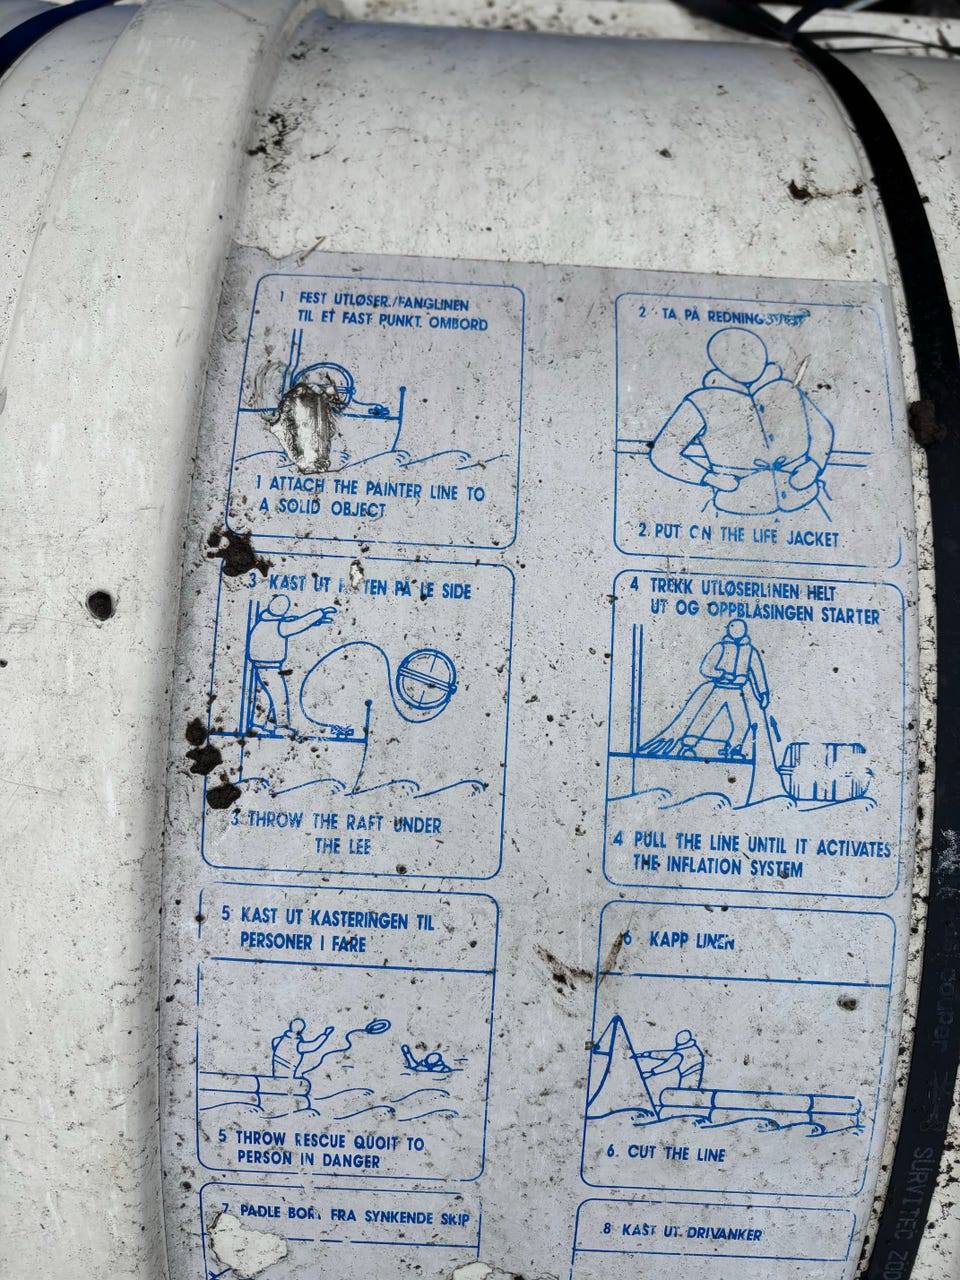 1 FEST UTLØSER./FANGLINEN
TIL ET FAST PUNKT. OMBORD
1 ATTACH THE PAINTER LINE TO
A SOLID OBJECT
2 TA PÅ REDNINGSVEST
2. PUT ON THE LIFE JACKET
3 KAST UT PÅ LE SIDE
3 THROW THE RAFT UNDER
THE LEE
4 TREKK UTLØSERLINEN HELT
UT OG OPPBLÅSINGEN STARTER
4 PULL THE LINE UNTIL IT ACTIVATES
THE INFLATION SYSTEM
5 KAST UT KASTERINGEN TIL
PERSONER I FARE
5 THROW RESCUE QUOIT TO
PERSON IN DANGER
6 KAPP LINEN
6. CUT THE LINE
7 PADLE BORT FRA SYNKENDE SKIP
8 KAST UT DRIVANKER
SURVITEC